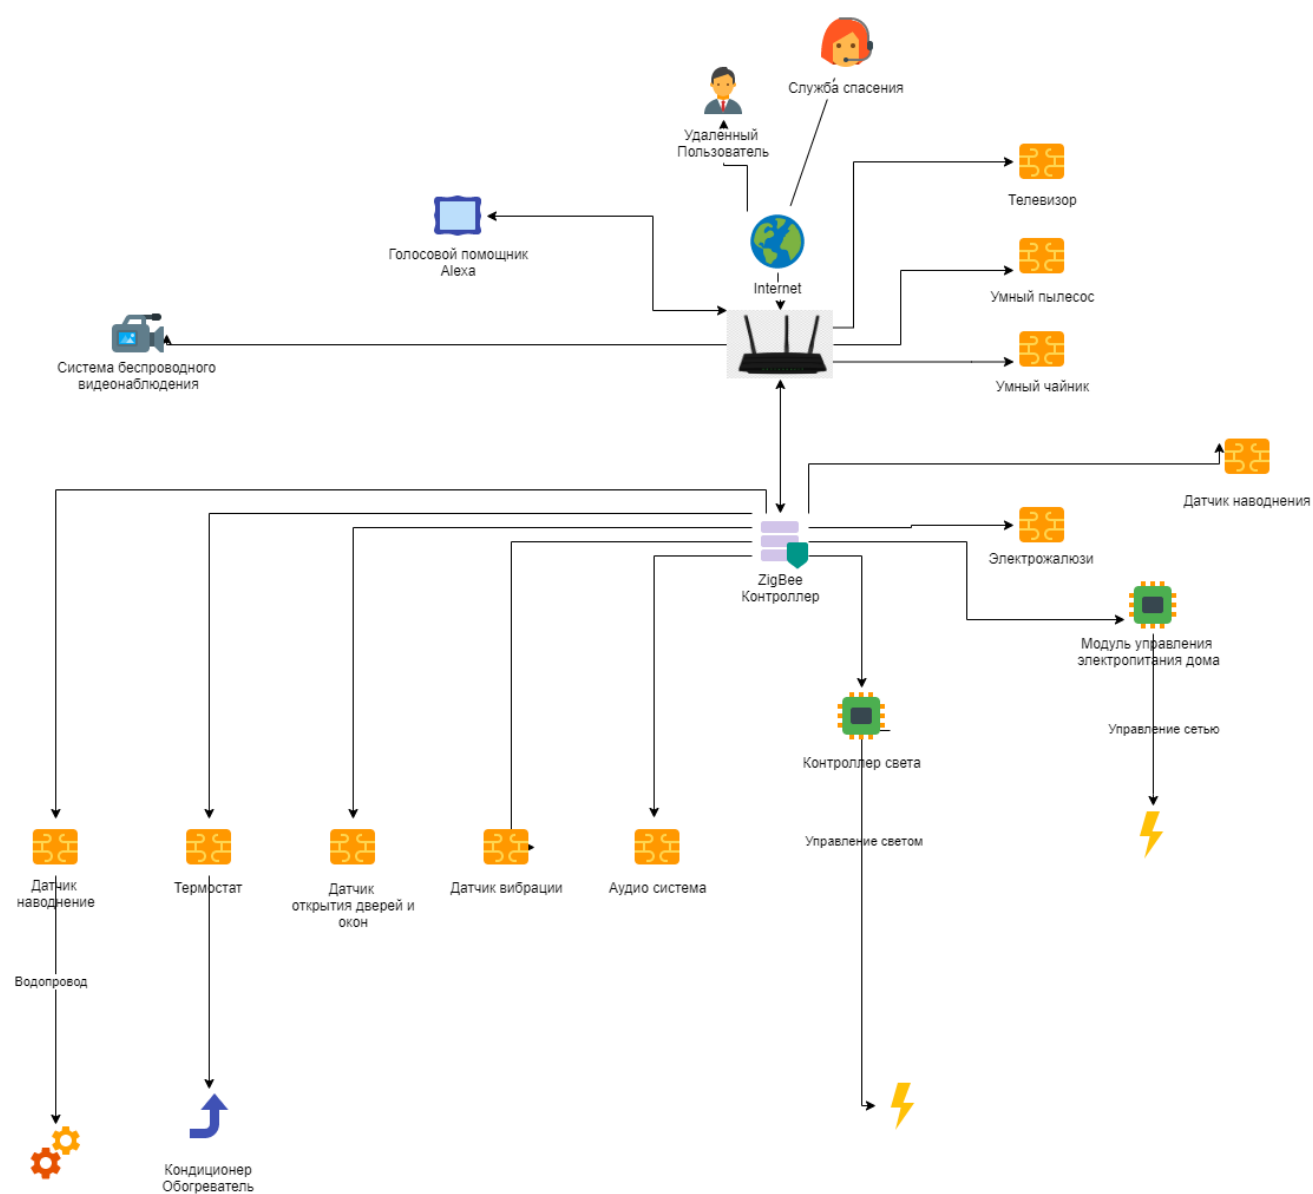 Служба спасения
Удаленный
Пользователь
Телевизор
Голосовой помощник
Alexa
Internet
Умный пылесос
Система беспроводного
видеонаблюдения
Умный чайник
Датчик наводнения
Электрожалюзи
ZigBee
Контроллер
Модуль управления
электропитания дома
Управление сетью
Контроллер света
Управление светом
Датчик
наводнение
Термостат
Датчик
открытия дверей и
окон
Датчик вибрации
Аудио система
Водопровод
Кондиционер
Обогреватель